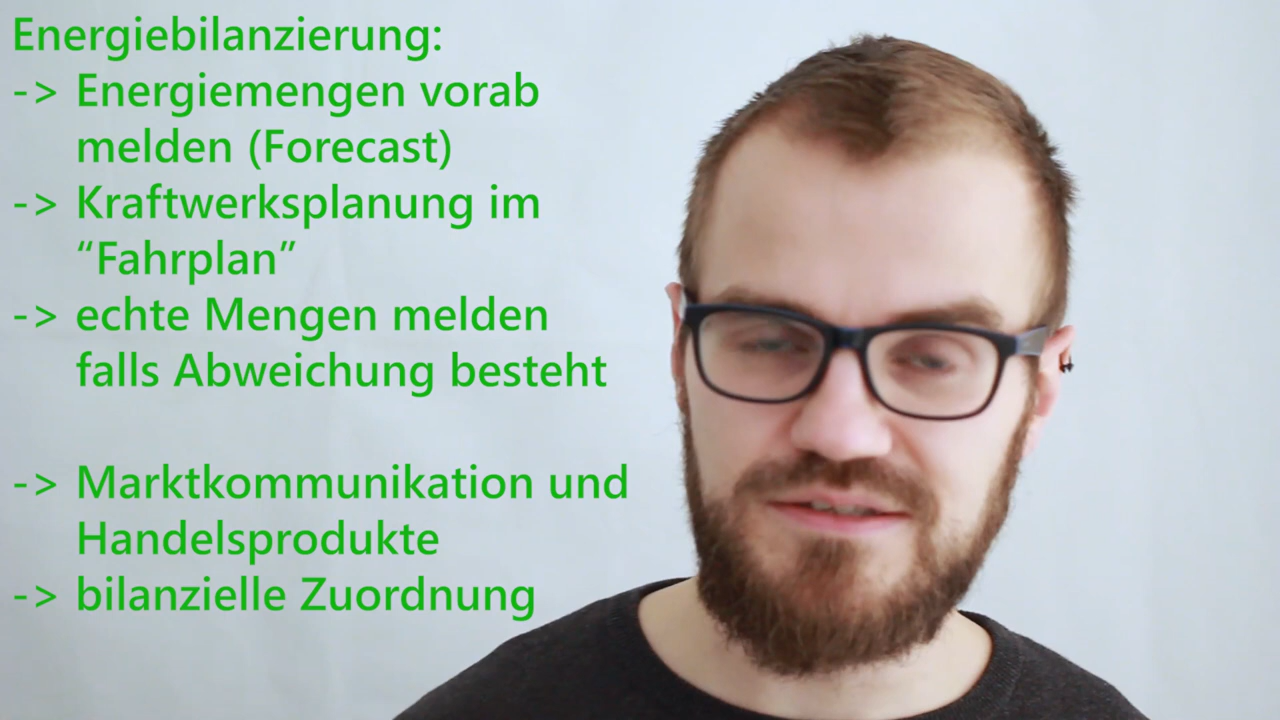 Energiebilanzierung:
-> Energiemengen vorab
melden (Forecast)
-> Kraftwerksplanung im
“Fahrplan”
-> echte Mengen melden
falls Abweichung besteht
-> Marktkommunikation und
Handelsprodukte
-> bilanzielle Zuordnung